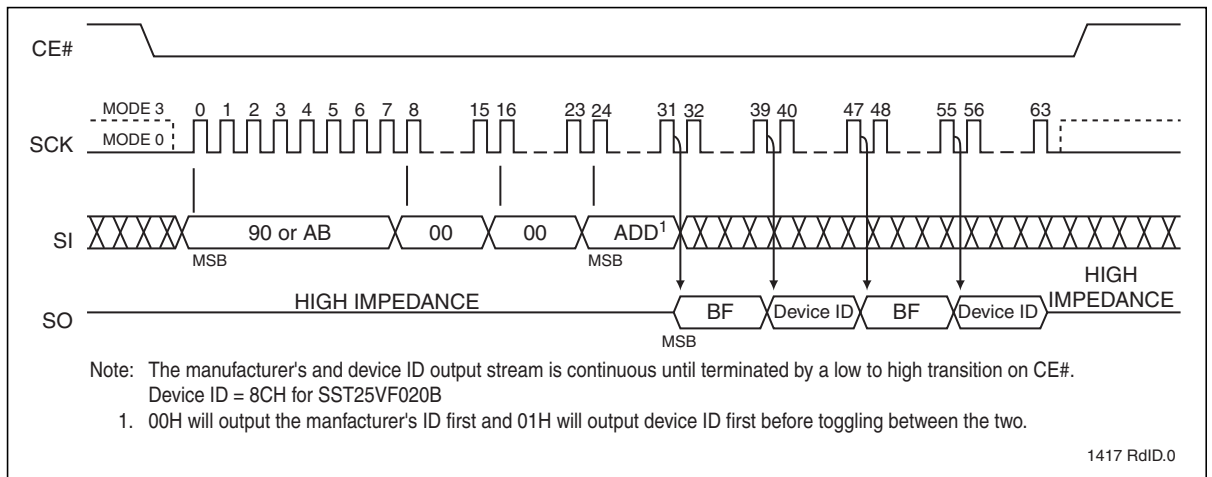 CE#
MODE 3 0 1 2 3 4 5 6 7 8 15 16 23 24 31 32 39 40 47 48 55 56 63
SCK MODE 0
SI 90 or AB 00 00 ADD1
MSB MSB
HIGH IMPEDANCE
HIGH IMPEDANCE
SO BF Device ID BF Device ID
MSB
Note: The manufacturer's and device ID output stream is continuous until terminated by a low to high transition on CE#.
Device ID = 8CH for SST25VF020B
1. 00H will output the manfacturer's ID first and 01H will output device ID first before toggling between the two.
1417 RdID.0